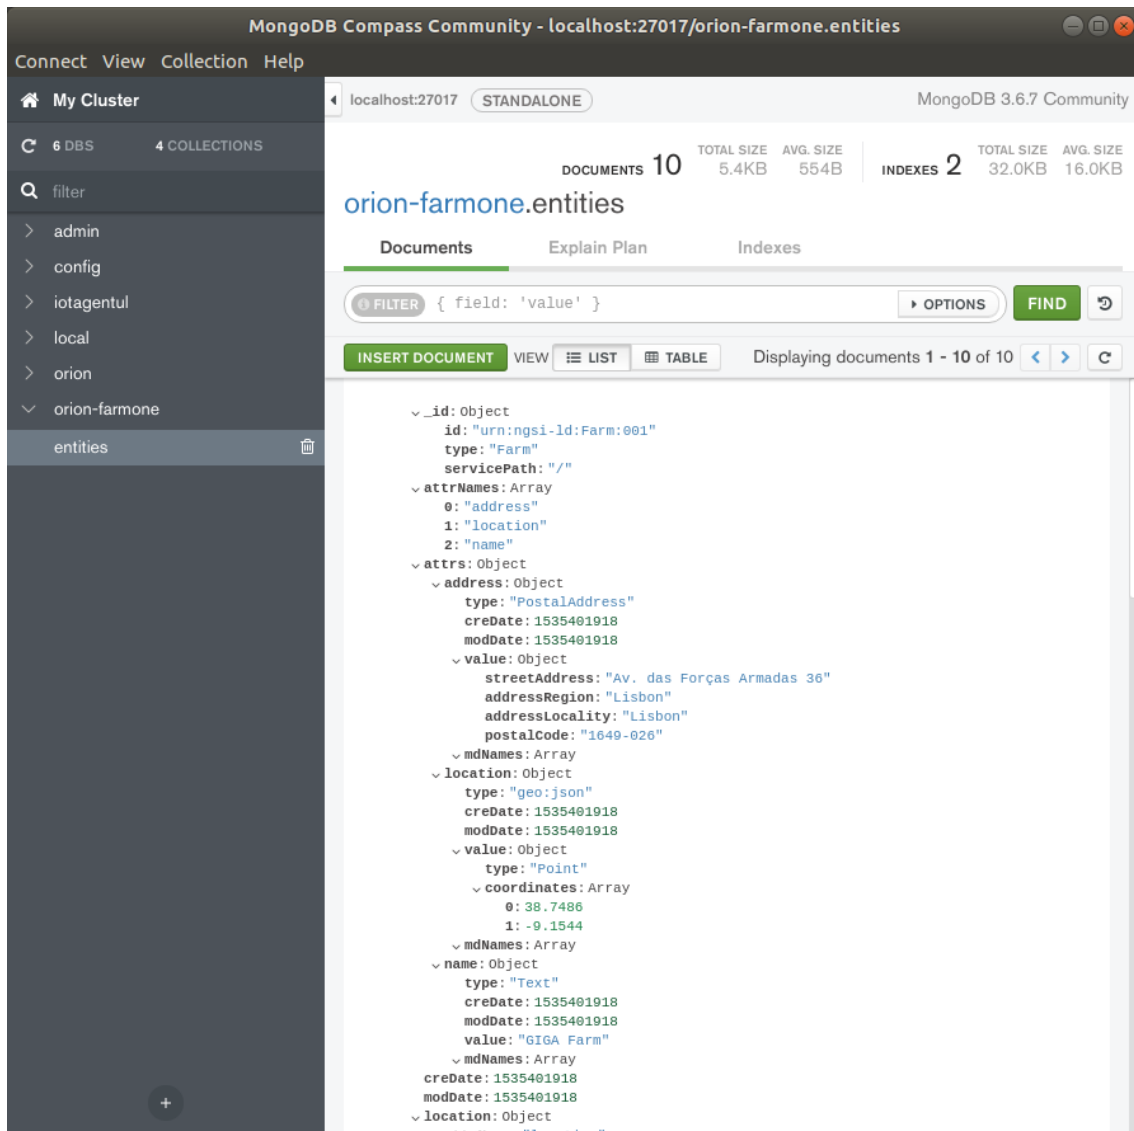 MongoDB Compass Community - localhost:27017/orion-farmone.entities
Connect View Collection Help
My Cluster
localhost:27017 STANDALONE MongoDB 3.6.7 Community
6 DBS 4 COLLECTIONS
filter
admin
config
iotagentul
local
orion
orion-farmone
entities
DOCUMENTS 10 TOTAL SIZE 5.4KB AVG. SIZE 554B INDEXES 2 TOTAL SIZE 32.0KB AVG. SIZE 16.0KB
orion-farmone.entities
Documents Explain Plan Indexes
FILTER { field: 'value' } OPTIONS FIND
INSERT DOCUMENT VIEW LIST TABLE Displaying documents 1 - 10 of 10
_id: Object
id: "urn:ngsi-ld:Farm:001"
type: "Farm"
servicePath: "/"
attrNames: Array
0: "address"
1: "location"
2: "name"
attrs: Object
address: Object
type: "PostalAddress"
creDate: 1535401918
modDate: 1535401918
value: Object
streetAddress: "Av. das Forças Armadas 36"
addressRegion: "Lisbon"
addressLocality: "Lisbon"
postalCode: "1649-026"
mdNames: Array
location: Object
type: "geo:json"
creDate: 1535401918
modDate: 1535401918
value: Object
type: "Point"
coordinates: Array
0: 38.7486
1: -9.1544
mdNames: Array
name: Object
type: "Text"
creDate: 1535401918
modDate: 1535401918
value: "GIGA Farm"
mdNames: Array
creDate: 1535401918
modDate: 1535401918
location: Object